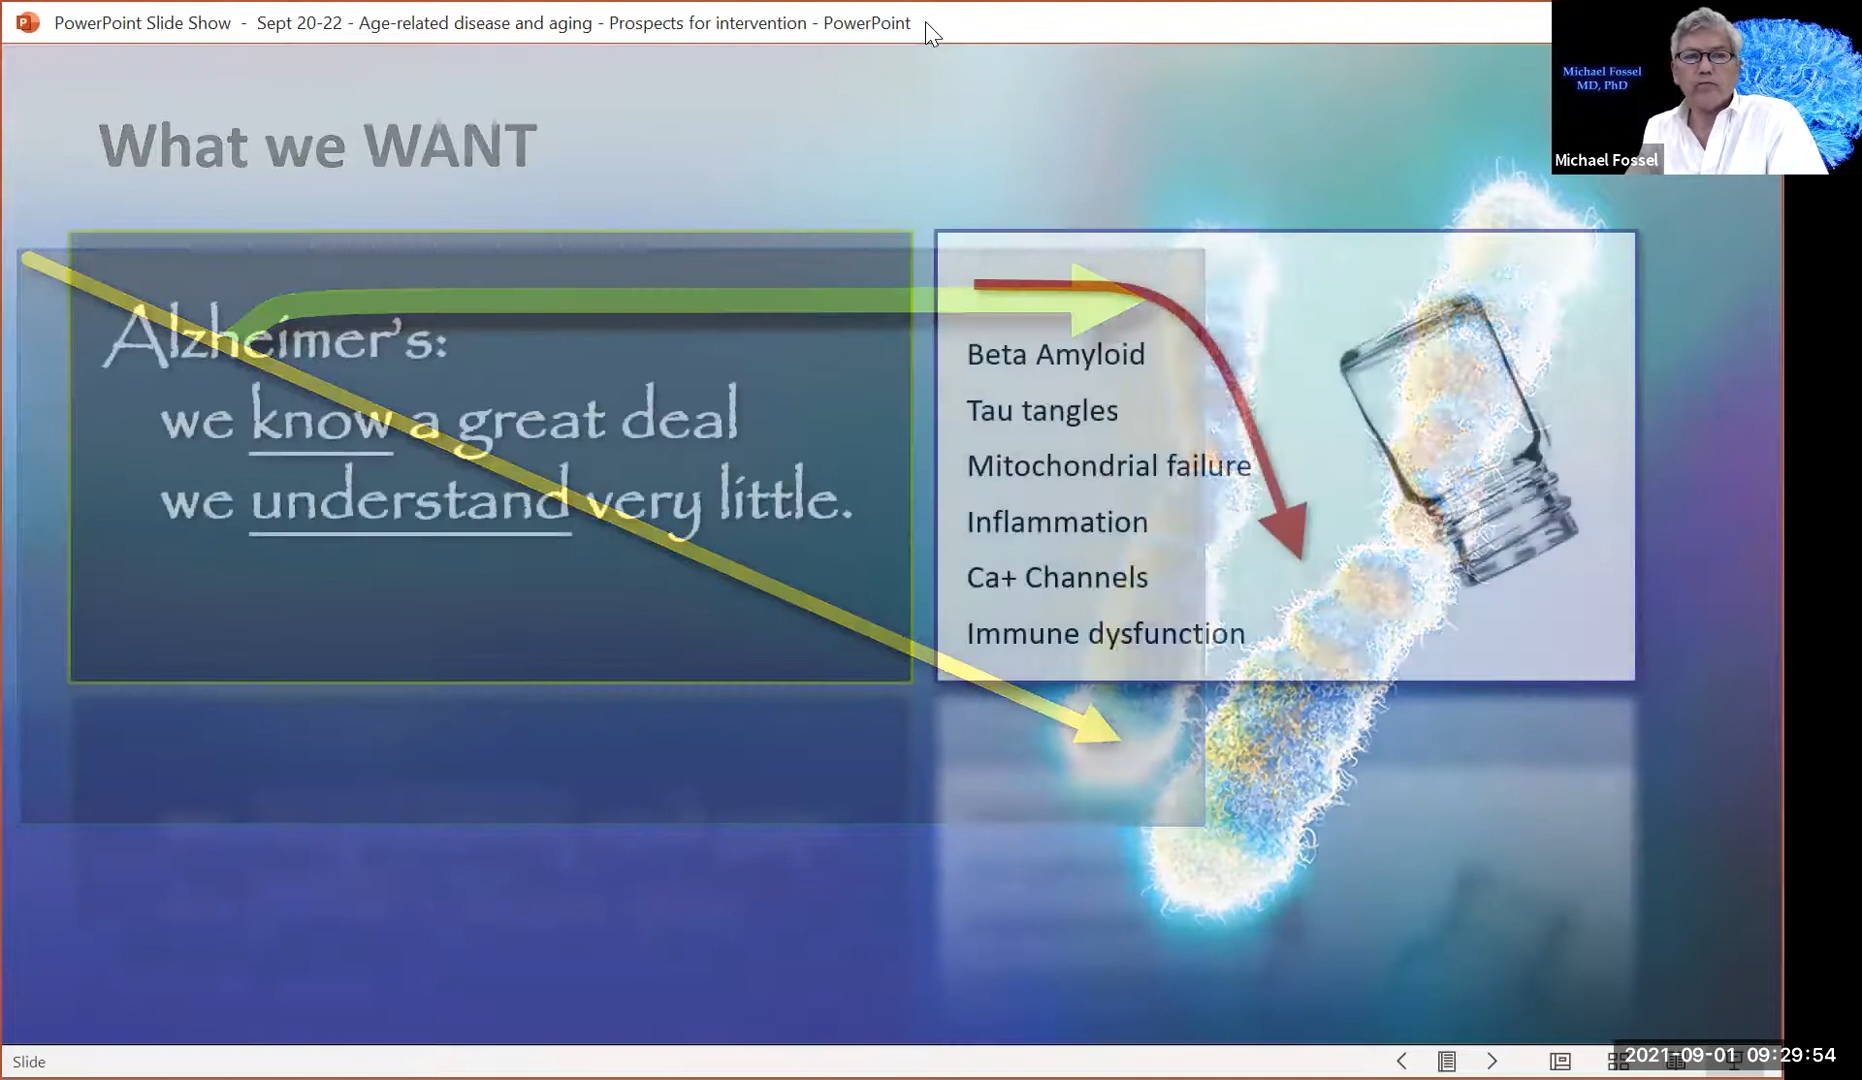 PowerPoint Slide Show - Sept 20-22 - Age-related disease and aging - Prospects for intervention - PowerPoint
Michael Fossel
MD, PhD
Michael Fossel
What we WANT
Alzheimer's:
we know a great deal
we understand very little.
Beta Amyloid
Tau tangles
Mitochondrial failure
Inflammation
Ca+ Channels
Immune dysfunction
Slide
2021-09-01 09:29:54